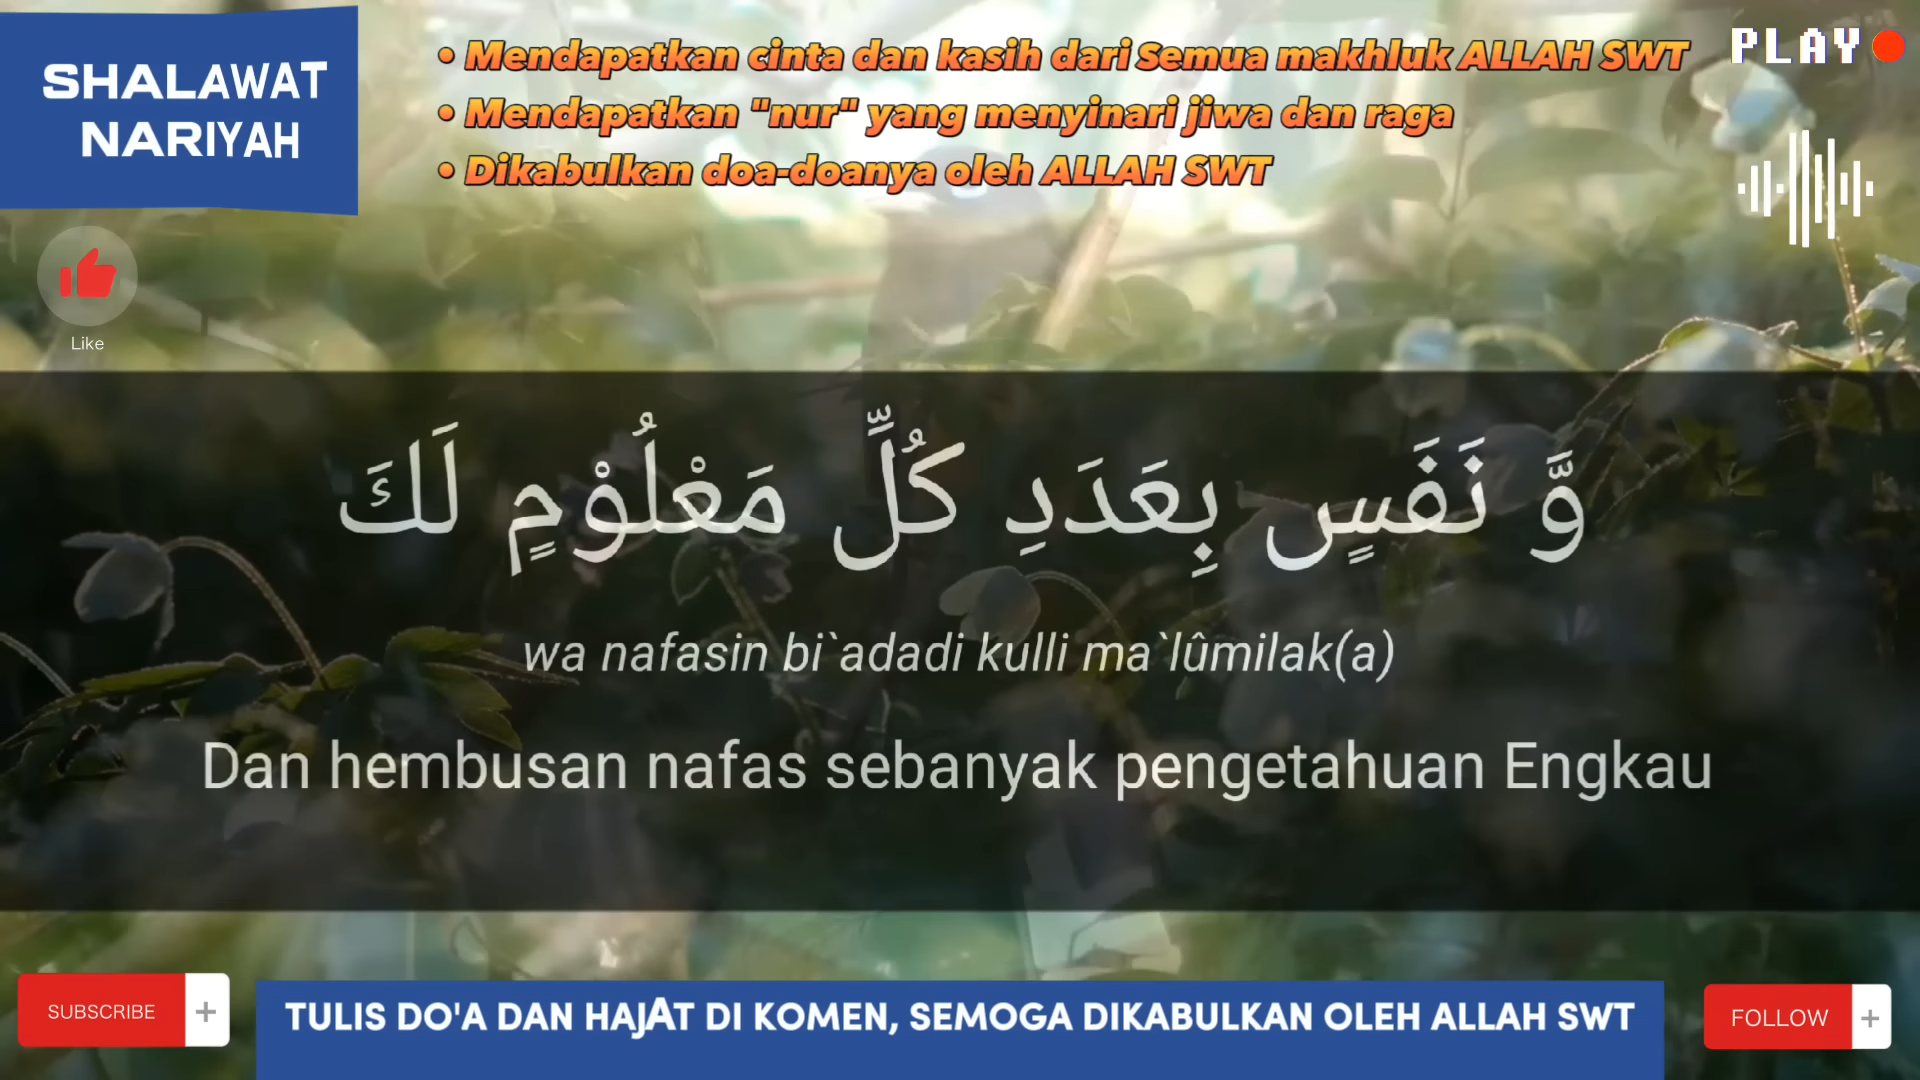 SHALAWAT
NARIYAH
• Mendapatkan cinta dan kasih dari Semua makhluk ALLAH SWT
• Mendapatkan "nur" yang menyinari jiwa dan raga
• Dikabulkan doa-doanya oleh ALLAH SWT
PLAY
Like
وَّ نَفَسٍ بِعَدَدِ كُلِّ مَعْلُوْمٍ لَكَ
wa nafasin bi`adadi kulli ma`lûmilak(a)
Dan hembusan nafas sebanyak pengetahuan Engkau
SUBSCRIBE +
TULIS DO'A DAN HAJAT DI KOMEN, SEMOGA DIKABULKAN OLEH ALLAH SWT
FOLLOW +